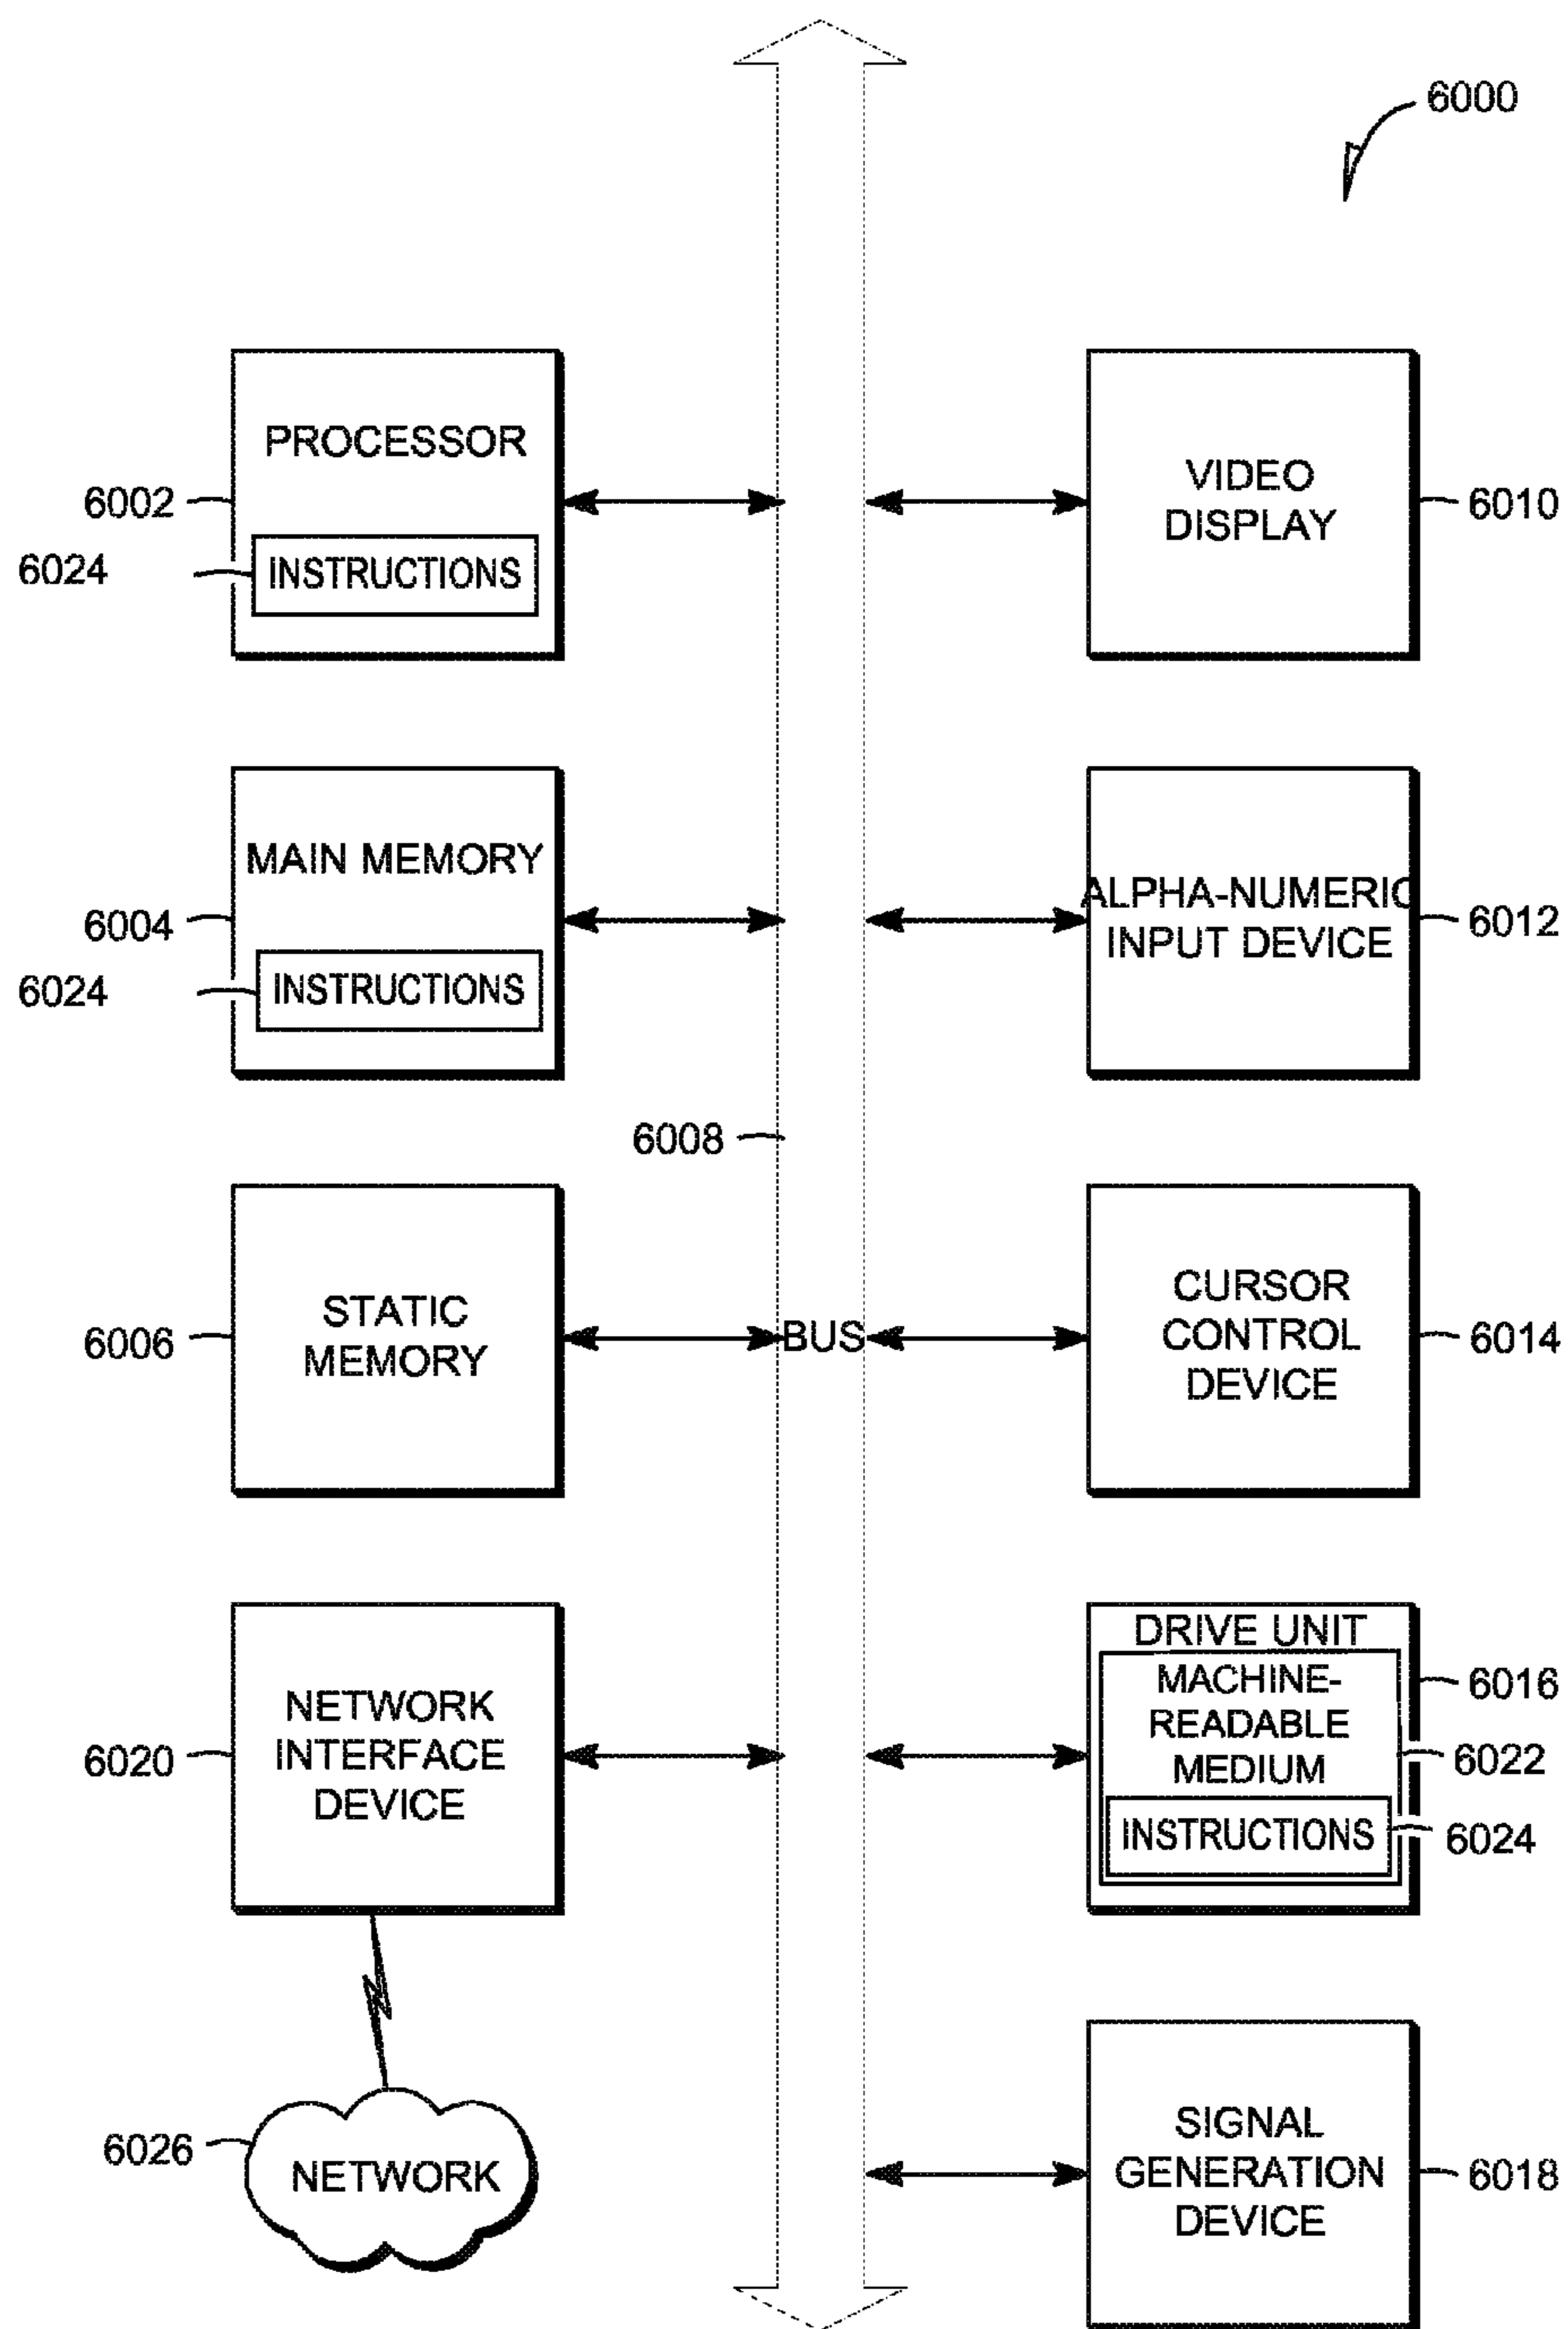 6000
PROCESSOR
6002
6024
INSTRUCTIONS
VIDEO
DISPLAY
6010
MAIN MEMORY
6004
6024
INSTRUCTIONS
ALPHA-NUMERIC
INPUT DEVICE
6012
6008
STATIC
MEMORY
6006
BUS
CURSOR
CONTROL
DEVICE
6014
NETWORK
INTERFACE
DEVICE
6020
DRIVE UNIT
MACHINE-
READABLE
MEDIUM
INSTRUCTIONS
6016
6022
6024
6026
NETWORK
SIGNAL
GENERATION
DEVICE
6018